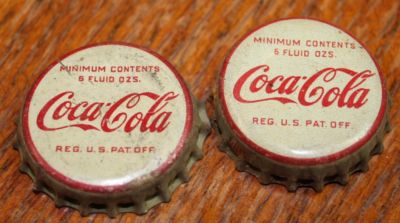 MINIMUM CONTENTS
6 FLUID OZS.
Coca-Cola
REG. U.S. PAT. OFF.
MINIMUM CONTENTS
6 FLUID OZS.
Coca-Cola
REG. U.S. PAT. OFF.